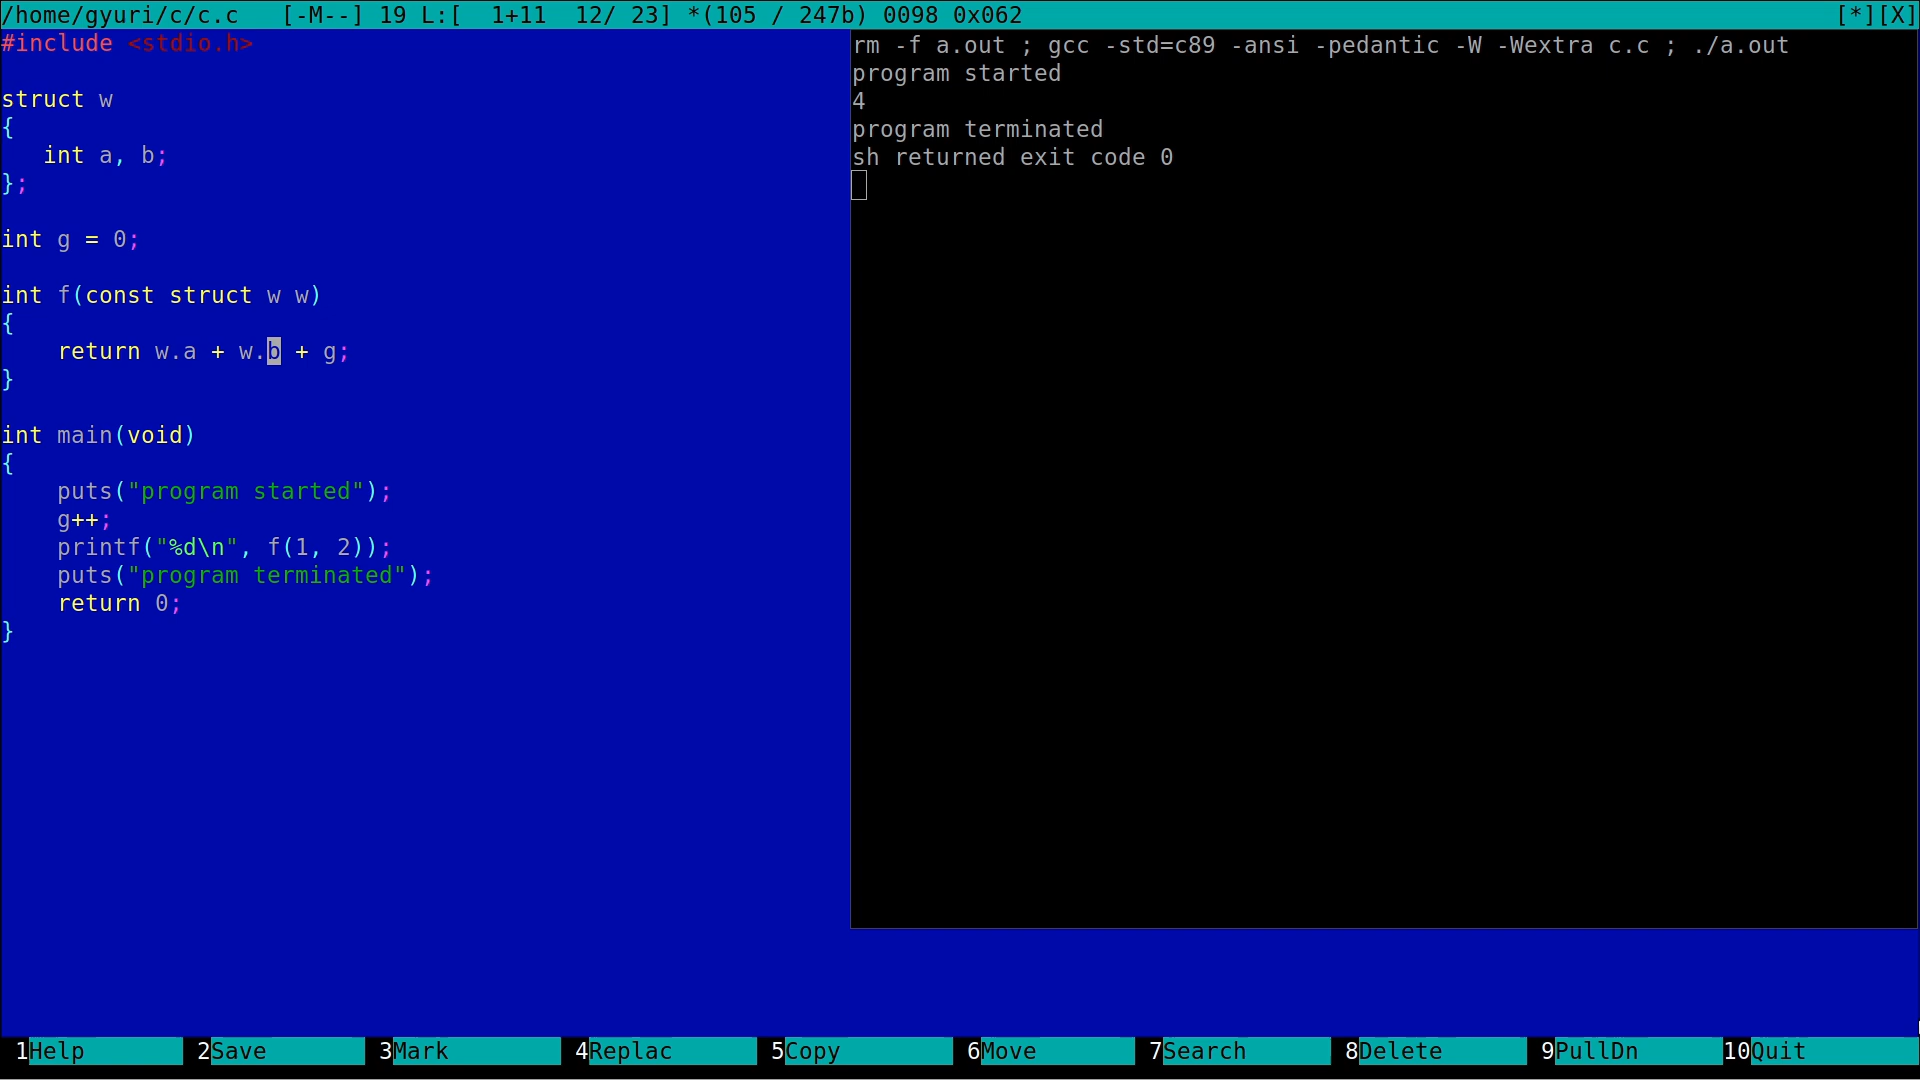 /home/gyuri/c/c.c   [-M--] 19 L:[  1+11  12/ 23] *(105 / 247b) 0098 0x062 [*][X]
#include <stdio.h>
struct w
{
   int a, b;
};
int g = 0;
int f(const struct w w)
{
    return w.a + w.b + g;
}
int main(void)
{
    puts("program started");
    g++;
    printf("%d\n", f(1, 2));
    puts("program terminated");
    return 0;
}
rm -f a.out ; gcc -std=c89 -ansi -pedantic -W -Wextra c.c ; ./a.out
program started
4
program terminated
sh returned exit code 0
1Help 2Save 3Mark 4Replac 5Copy 6Move 7Search 8Delete 9PullDn 10Quit